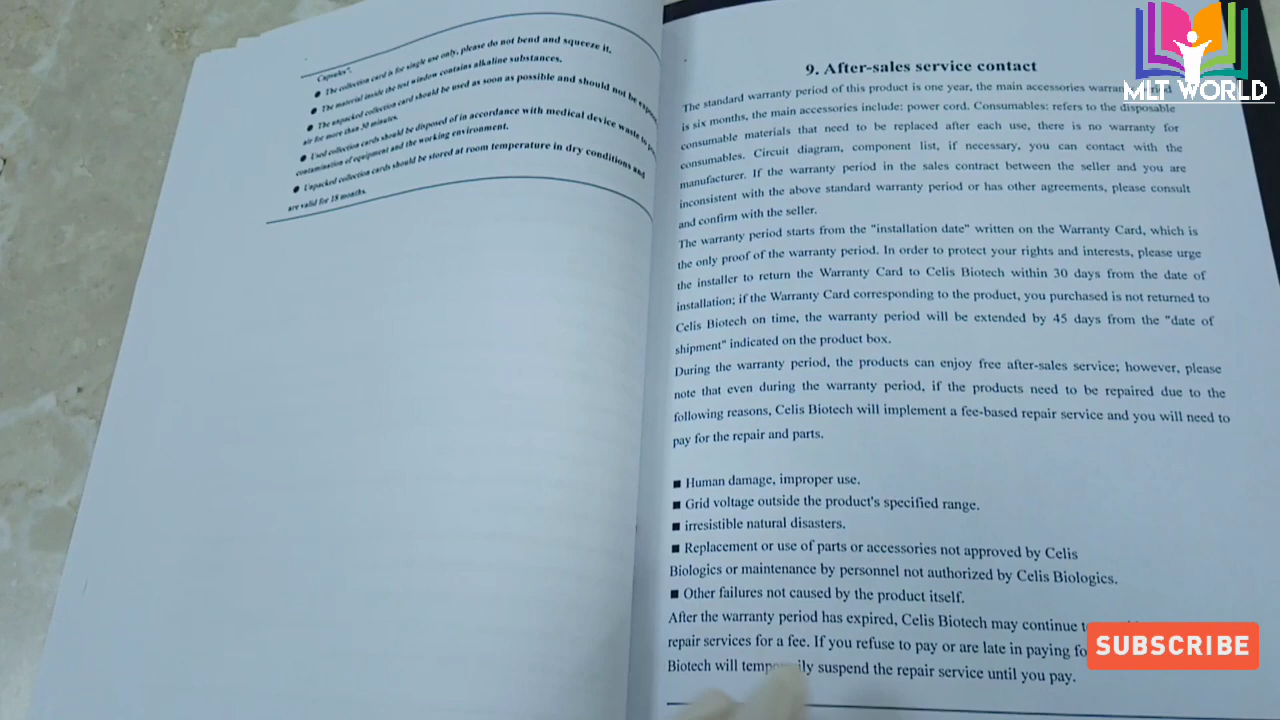 Capsules".
● The collection card is for single use only, please do not bend and squeeze it.
● The material inside the test window contains alkaline substances.
● The unpacked collection card should be used as soon as possible and should not be
air for more than 30 minutes.
● Used collection cards should be disposed of in accordance with medical device waste to
contamination of equipment and the working environment.
● Unpacked collection cards should be stored at room temperature in dry conditions and
are valid for 18 months.
9. After-sales service contact
The standard warranty period of this product is one year, the main accessories
is six months, the main accessories include: power cord. Consumables: refers to the disposable
consumable materials that need to be replaced after each use, there is no warranty for
consumables. Circuit diagram, component list, if necessary, you can contact with the
manufacturer. If the warranty period in the sales contract between the seller and you are
inconsistent with the above standard warranty period or has other agreements, please consult
and confirm with the seller.
The warranty period starts from the "installation date" written on the Warranty Card, which is
the only proof of the warranty period. In order to protect your rights and interests, please urge
the installer to return the Warranty Card to Celis Biotech within 30 days from the date of
installation; if the Warranty Card corresponding to the product, you purchased is not returned to
Celis Biotech on time, the warranty period will be extended by 45 days from the "date of
shipment" indicated on the product box.
During the warranty period, the products can enjoy free after-sales service; however, please
note that even during the warranty period, if the products need to be repaired due to the
following reasons, Celis Biotech will implement a fee-based repair service and you will need to
pay for the repair and parts.
■ Human damage, improper use.
■ Grid voltage outside the product's specified range.
■ irresistible natural disasters.
■ Replacement or use of parts or accessories not approved by Celis
Biologics or maintenance by personnel not authorized by Celis Biologics.
■ Other failures not caused by the product itself.
After the warranty period has expired, Celis Biotech may continue
repair services for a fee. If you refuse to pay or are late in paying
Biotech will temporarily suspend the repair service until you pay.
MLT WORLD
SUBSCRIBE